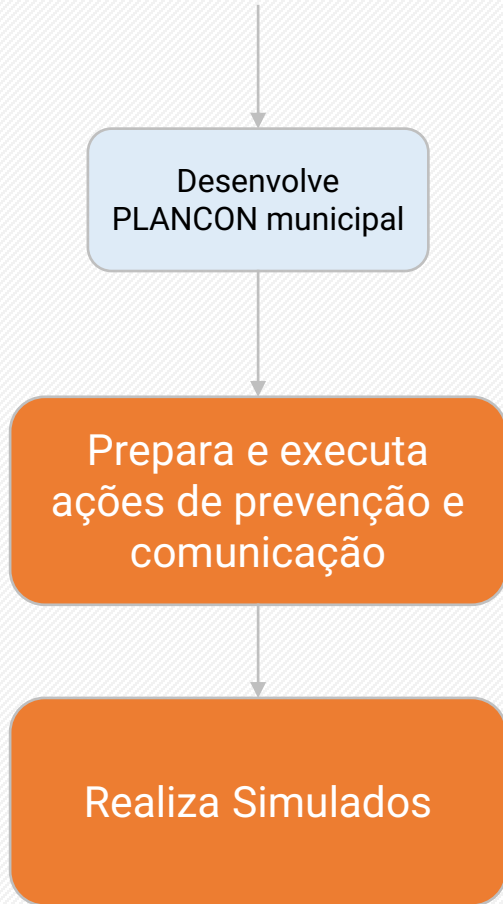 Desenvolve
PLANCON municipal
Prepara e executa
ações de prevenção e
comunicação
Realiza Simulados